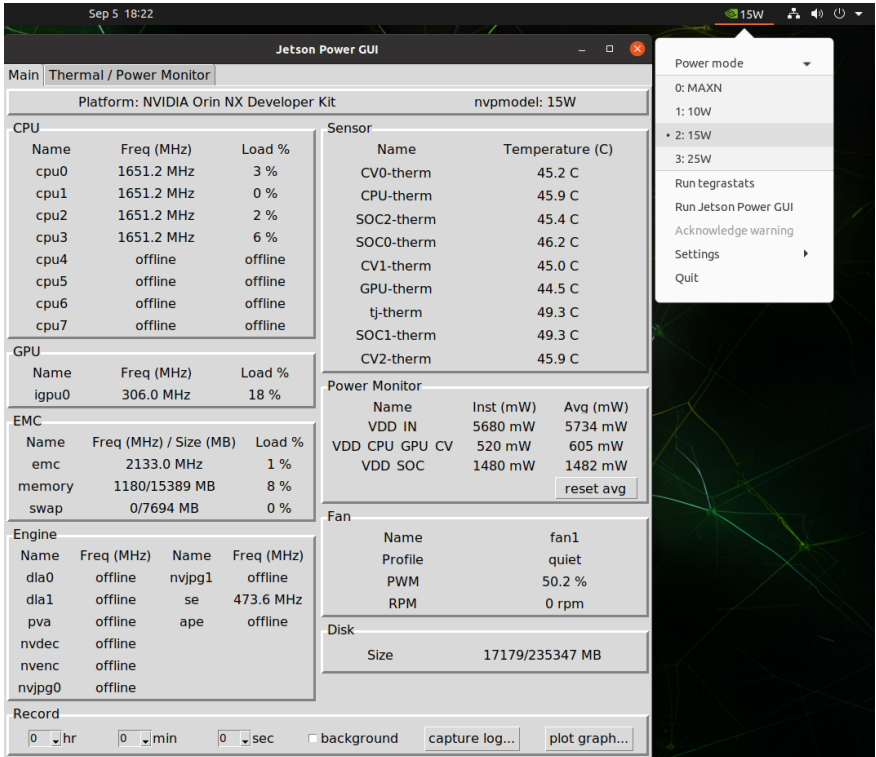 Sep 5 18:22
15W
Jetson Power GUI
Main Thermal / Power Monitor
Platform: NVIDIA Orin NX Developer Kit nvpmodel: 15W
CPU
Name Freq (MHz) Load %
cpu0 1651.2 MHz 3 %
cpu1 1651.2 MHz 0 %
cpu2 1651.2 MHz 2 %
cpu3 1651.2 MHz 6 %
cpu4 offline offline
cpu5 offline offline
cpu6 offline offline
cpu7 offline offline
GPU
Name Freq (MHz) Load %
igpu0 306.0 MHz 18 %
EMC
Name Freq (MHz) / Size (MB) Load %
emc 2133.0 MHz 1 %
memory 1180/15389 MB 8 %
swap 0/7694 MB 0 %
Engine
Name Freq (MHz) Name Freq (MHz)
dla0 offline nvjpg1 offline
dla1 offline se 473.6 MHz
pva offline ape offline
nvdec offline
nvenc offline
nvjpg0 offline
Sensor
Name Temperature (C)
CV0-therm 45.2 C
CPU-therm 45.9 C
SOC2-therm 45.4 C
SOC0-therm 46.2 C
CV1-therm 45.0 C
GPU-therm 44.5 C
tj-therm 49.3 C
SOC1-therm 49.3 C
CV2-therm 45.9 C
Power Monitor
Name Inst (mW) Avg (mW)
VDD_IN 5680 mW 5734 mW
VDD_CPU_GPU_CV 520 mW 605 mW
VDD_SOC 1480 mW 1482 mW
reset avg
Fan
Name fan1
Profile quiet
PWM 50.2 %
RPM 0 rpm
Disk
Size 17179/235347 MB
Record
0 hr 0 min 0 sec background capture log... plot graph...
Power mode
0: MAXN
1: 10W
• 2: 15W
3: 25W
Run tegrastats
Run Jetson Power GUI
Acknowledge warning
Settings
Quit